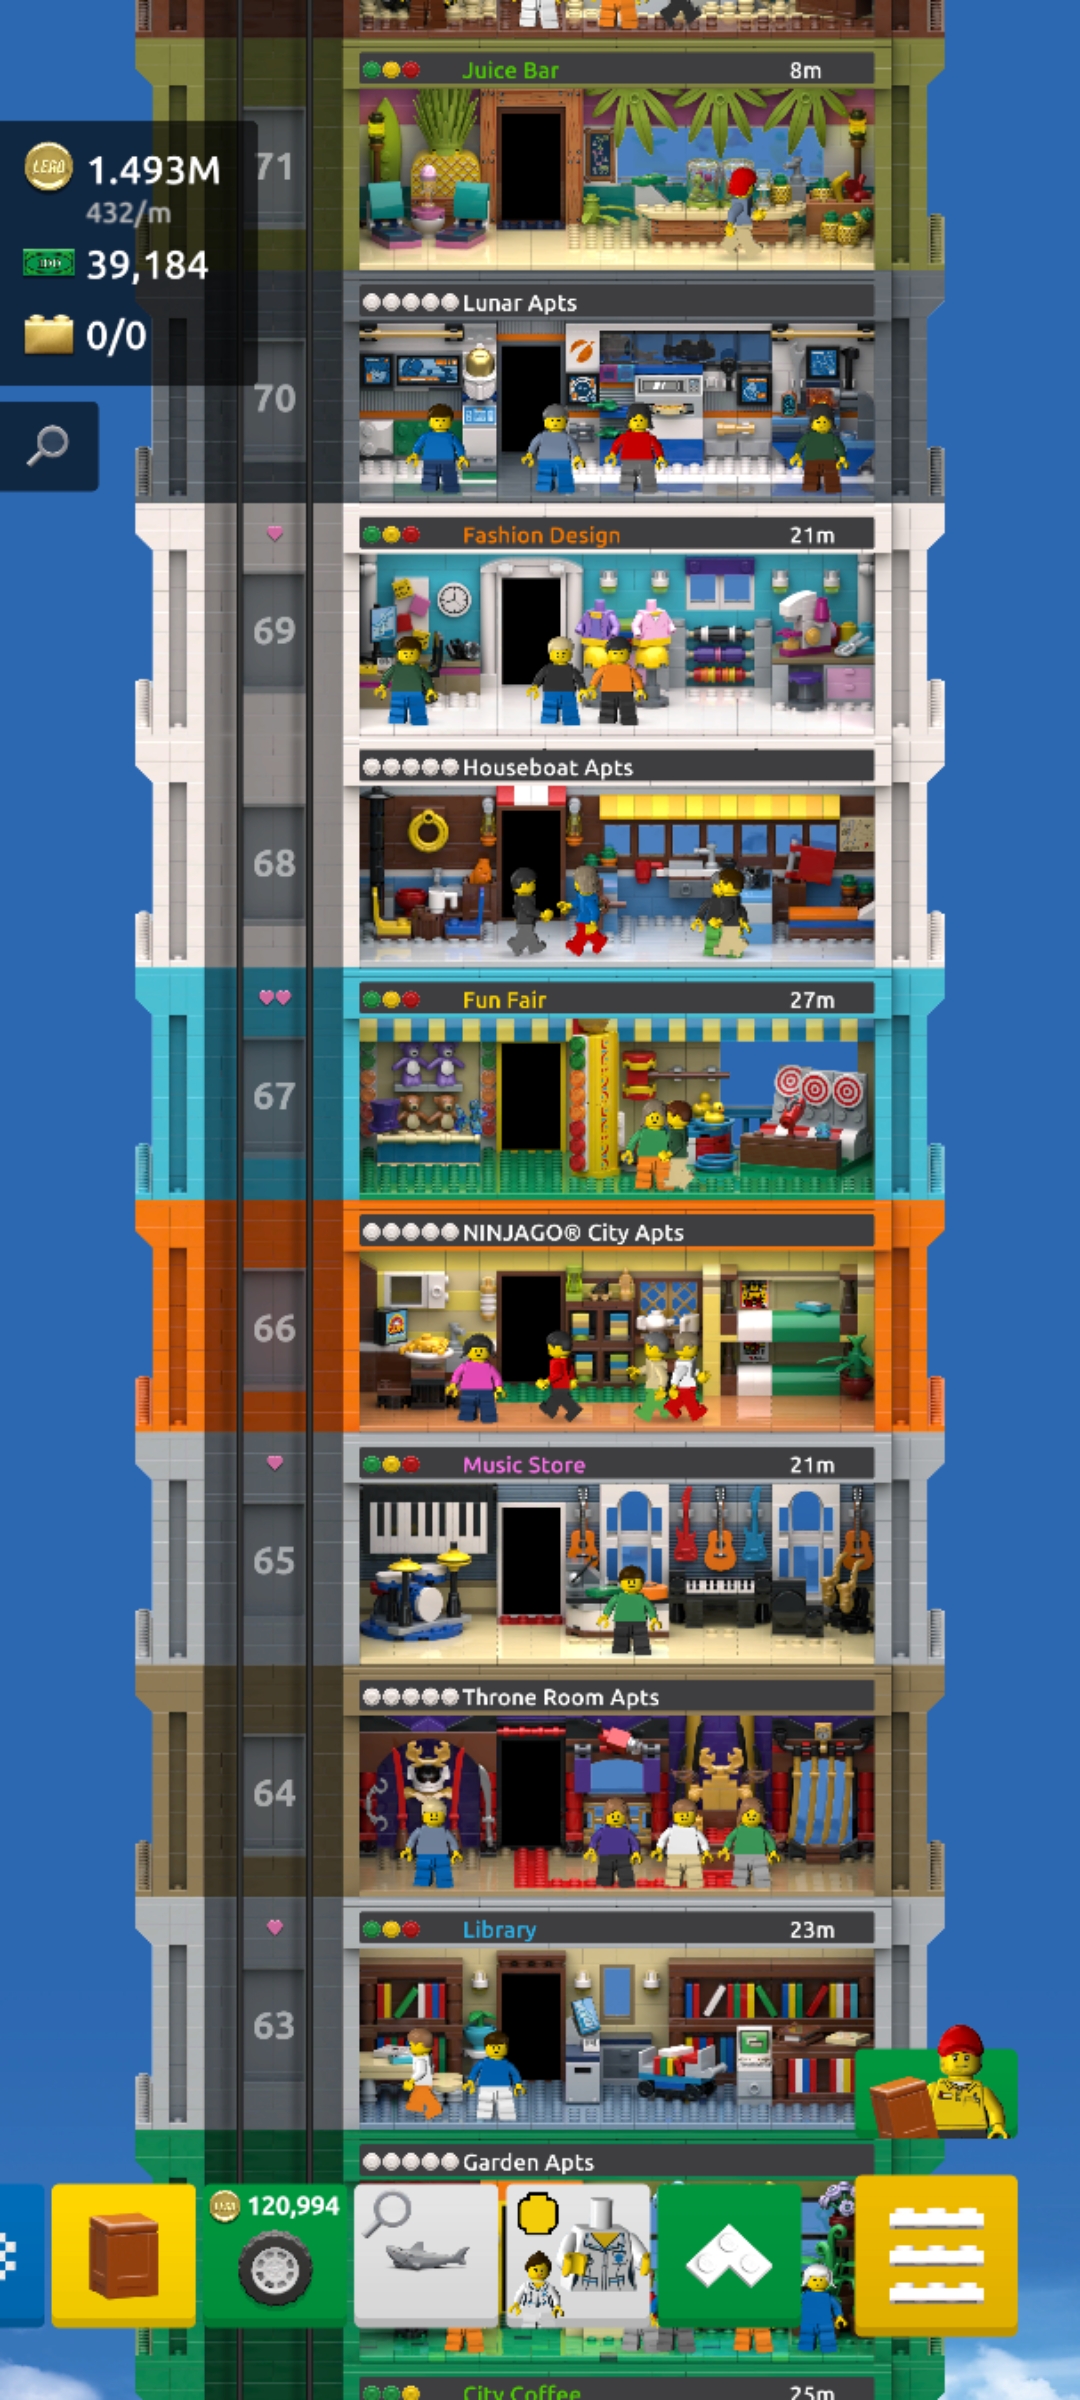 Juice Bar 8m
71
LEGO 1.493M
432/m
39,184
0/0
Lunar Apts
70
Fashion Design 21m
69
Houseboat Apts
68
Fun Fair 27m
67
NINJAGO® City Apts
66
Music Store 21m
65
Throne Room Apts
64
Library 23m
63
Garden Apts
120,994
City Coffee 25m